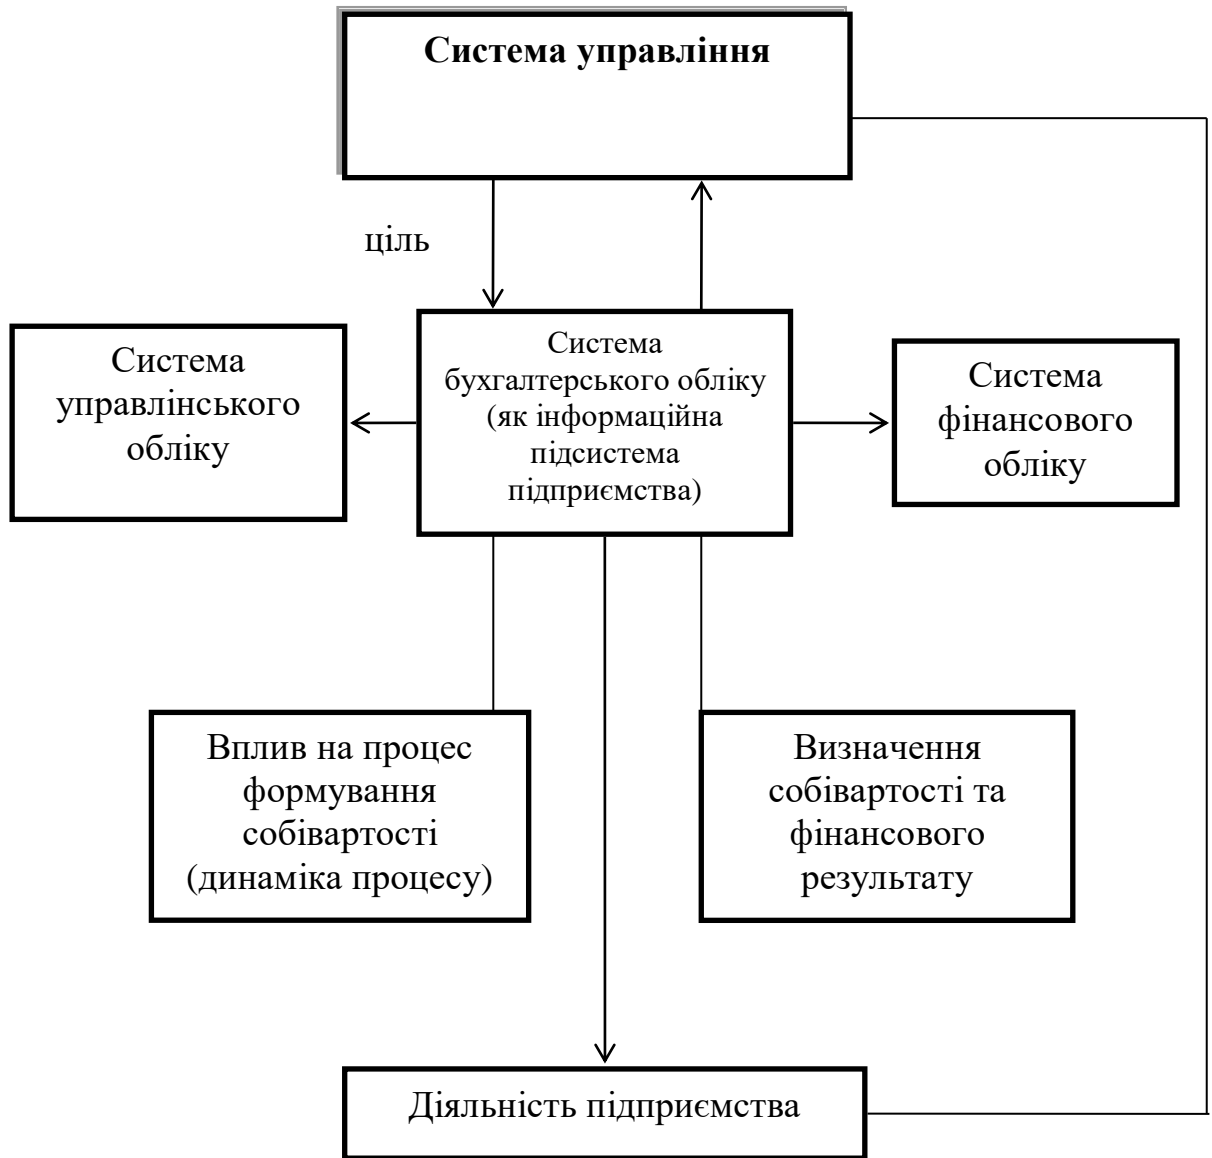 Система управління
ціль
Система
управлінського
обліку
Система
бухгалтерського обліку
(як інформаційна
підсистема
підприємства)
Система
фінансового
обліку
Вплив на процес
формування
собівартості
(динаміка процесу)
Визначення
собівартості та
фінансового
результату
Діяльність підприємства